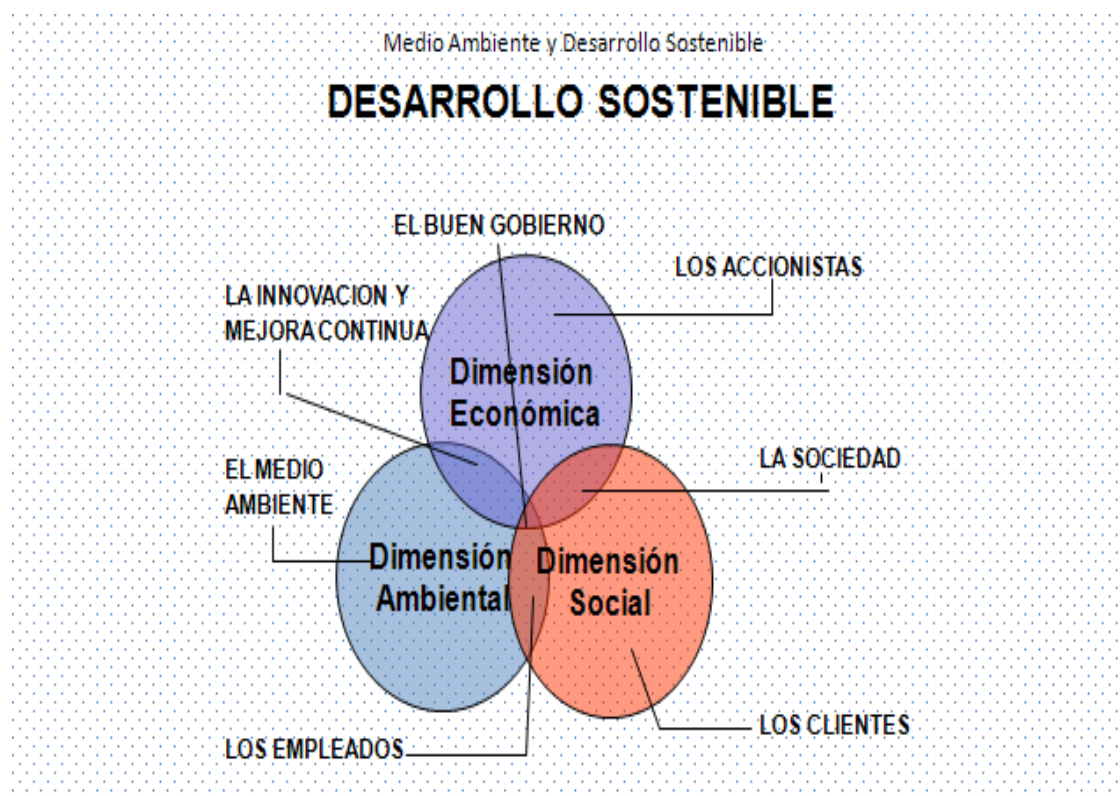 Medio Ambiente y Desarrollo Sostenible
DESARROLLO SOSTENIBLE
EL BUEN GOBIERNO
LOS ACCIONISTAS
LA INNOVACION Y
MEJORA CONTINUA
Dimensión
Económica
LA SOCIEDAD
EL MEDIO
AMBIENTE
Dimensión
Ambiental
Dimensión
Social
LOS CLIENTES
LOS EMPLEADOS